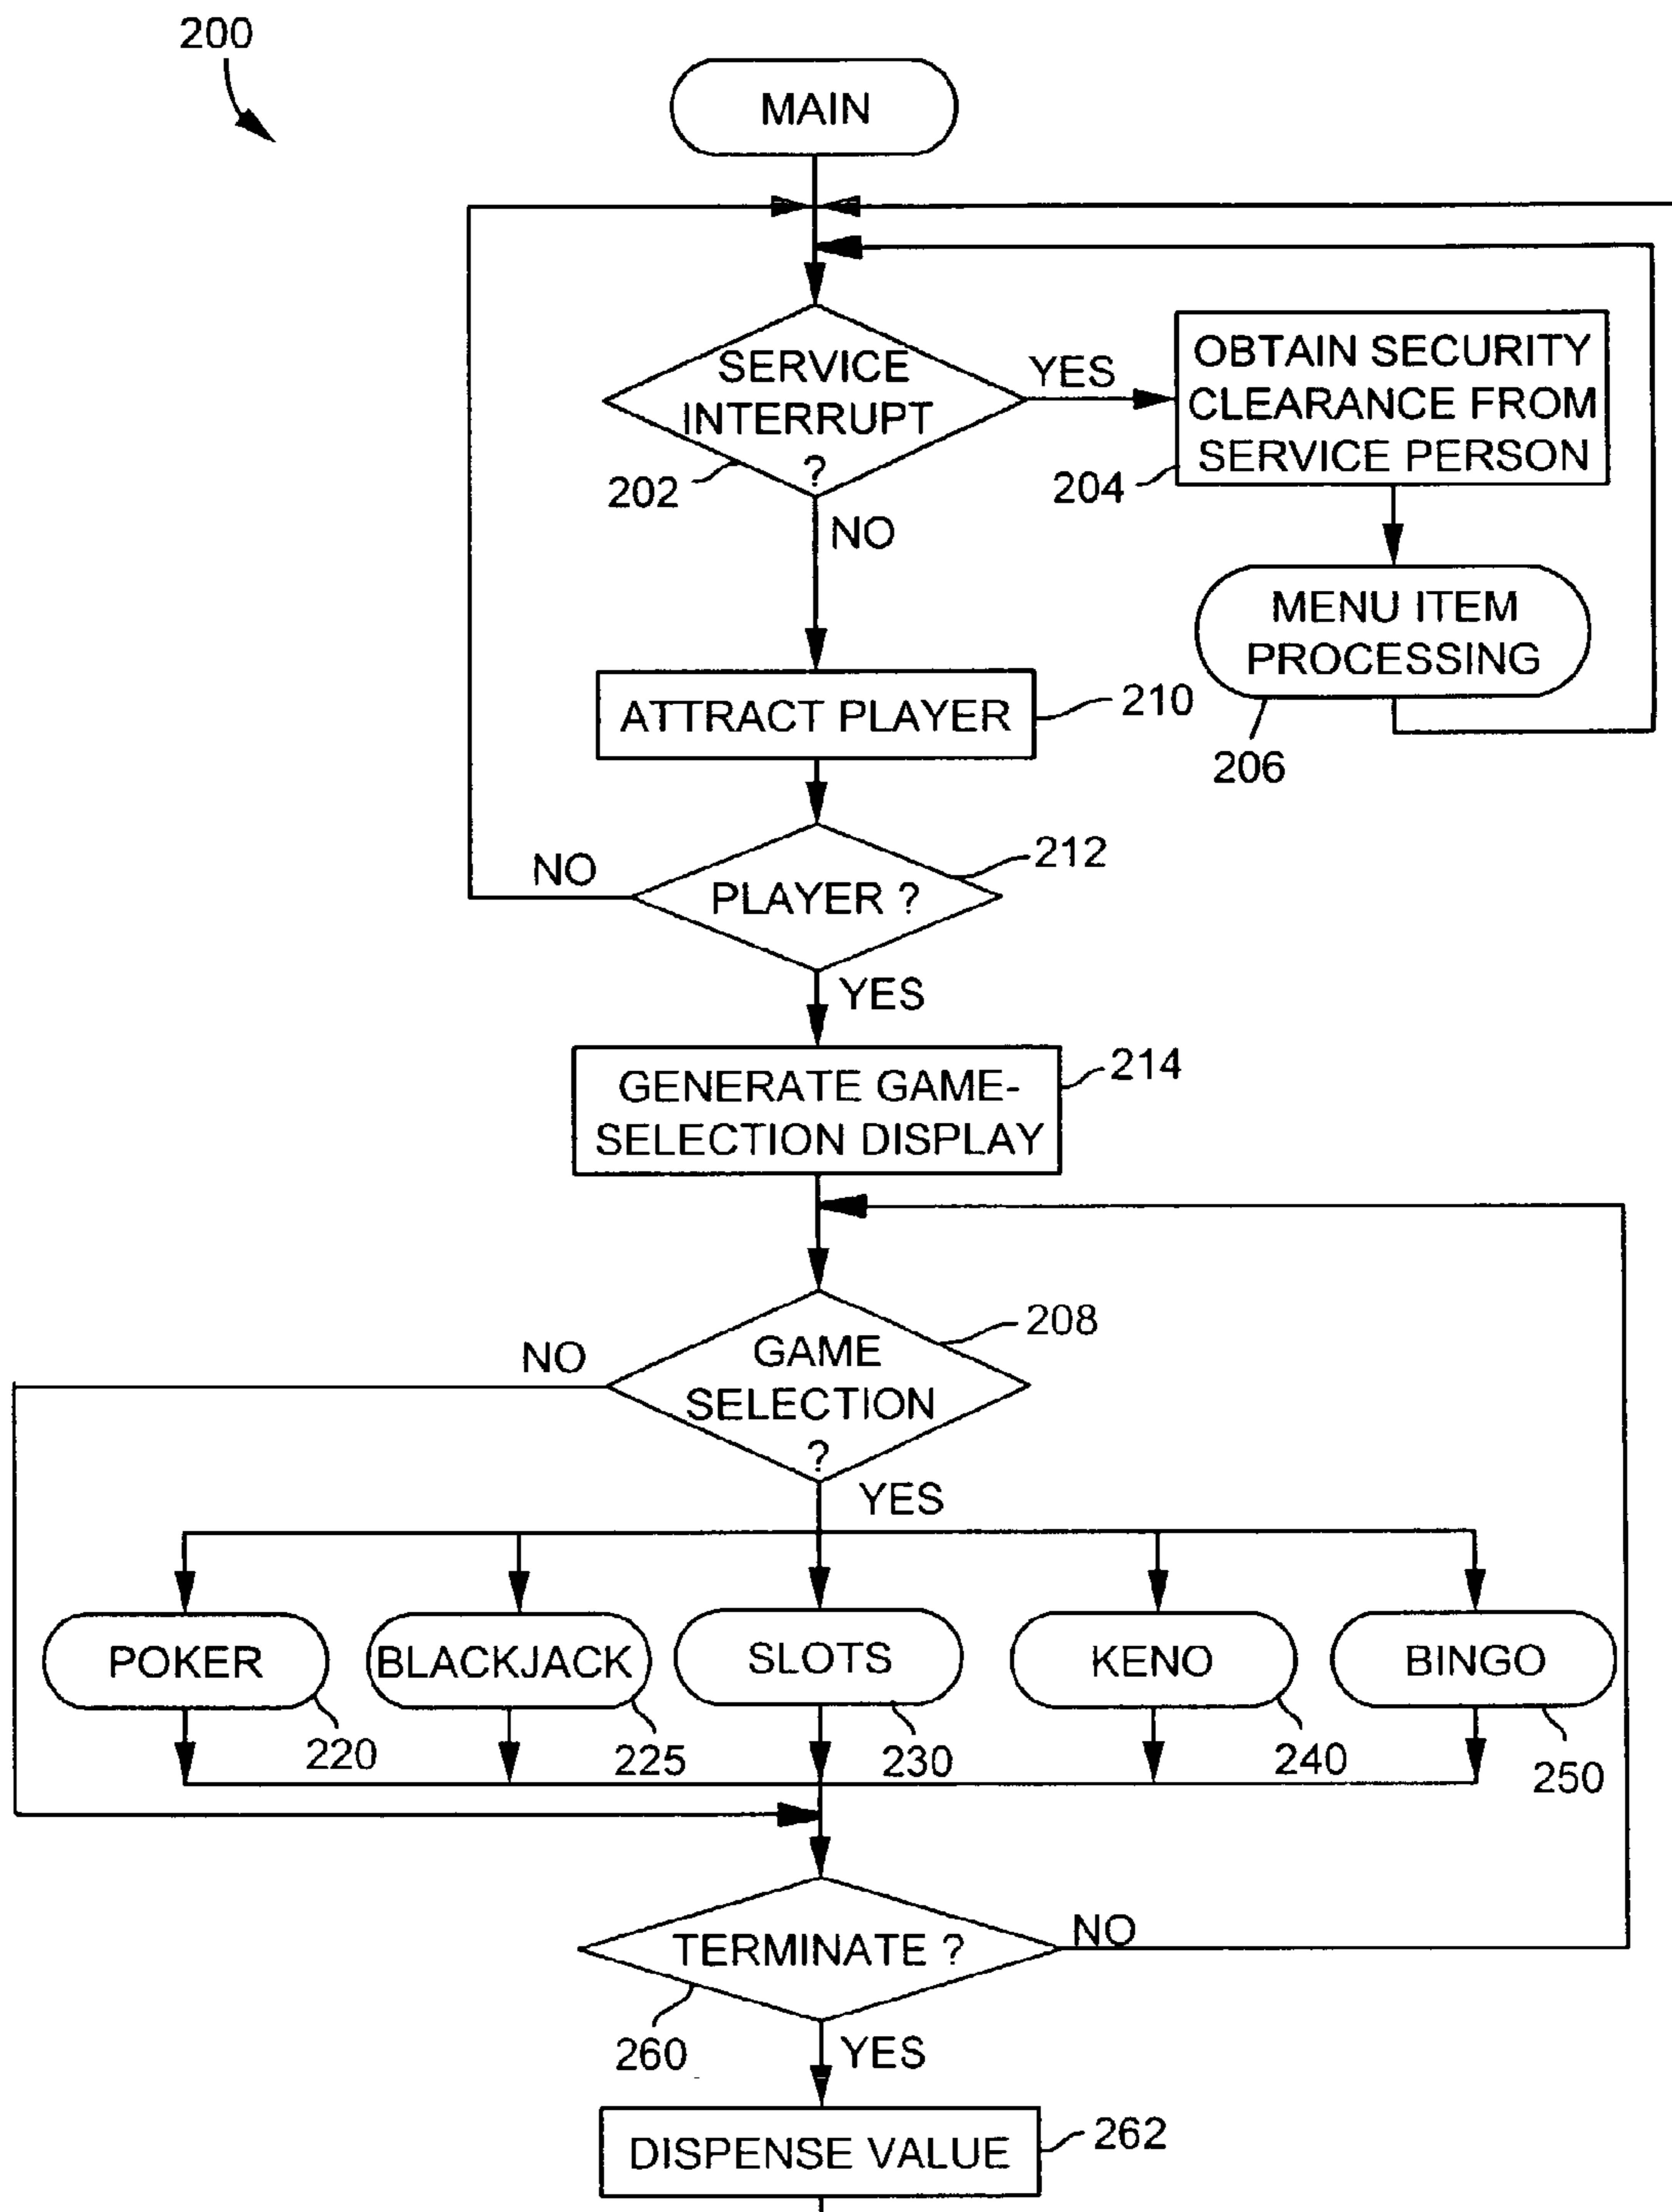 200
MAIN
SERVICE
INTERRUPT
?
202
YES
OBTAIN SECURITY
CLEARANCE FROM
SERVICE PERSON
204
NO
MENU ITEM
PROCESSING
206
ATTRACT PLAYER
210
NO
PLAYER ?
212
YES
GENERATE GAME-
SELECTION DISPLAY
214
NO
GAME
SELECTION
?
208
YES
POKER
BLACKJACK
SLOTS
KENO
BINGO
220
225
230
240
250
TERMINATE ?
NO
260
YES
DISPENSE VALUE
262